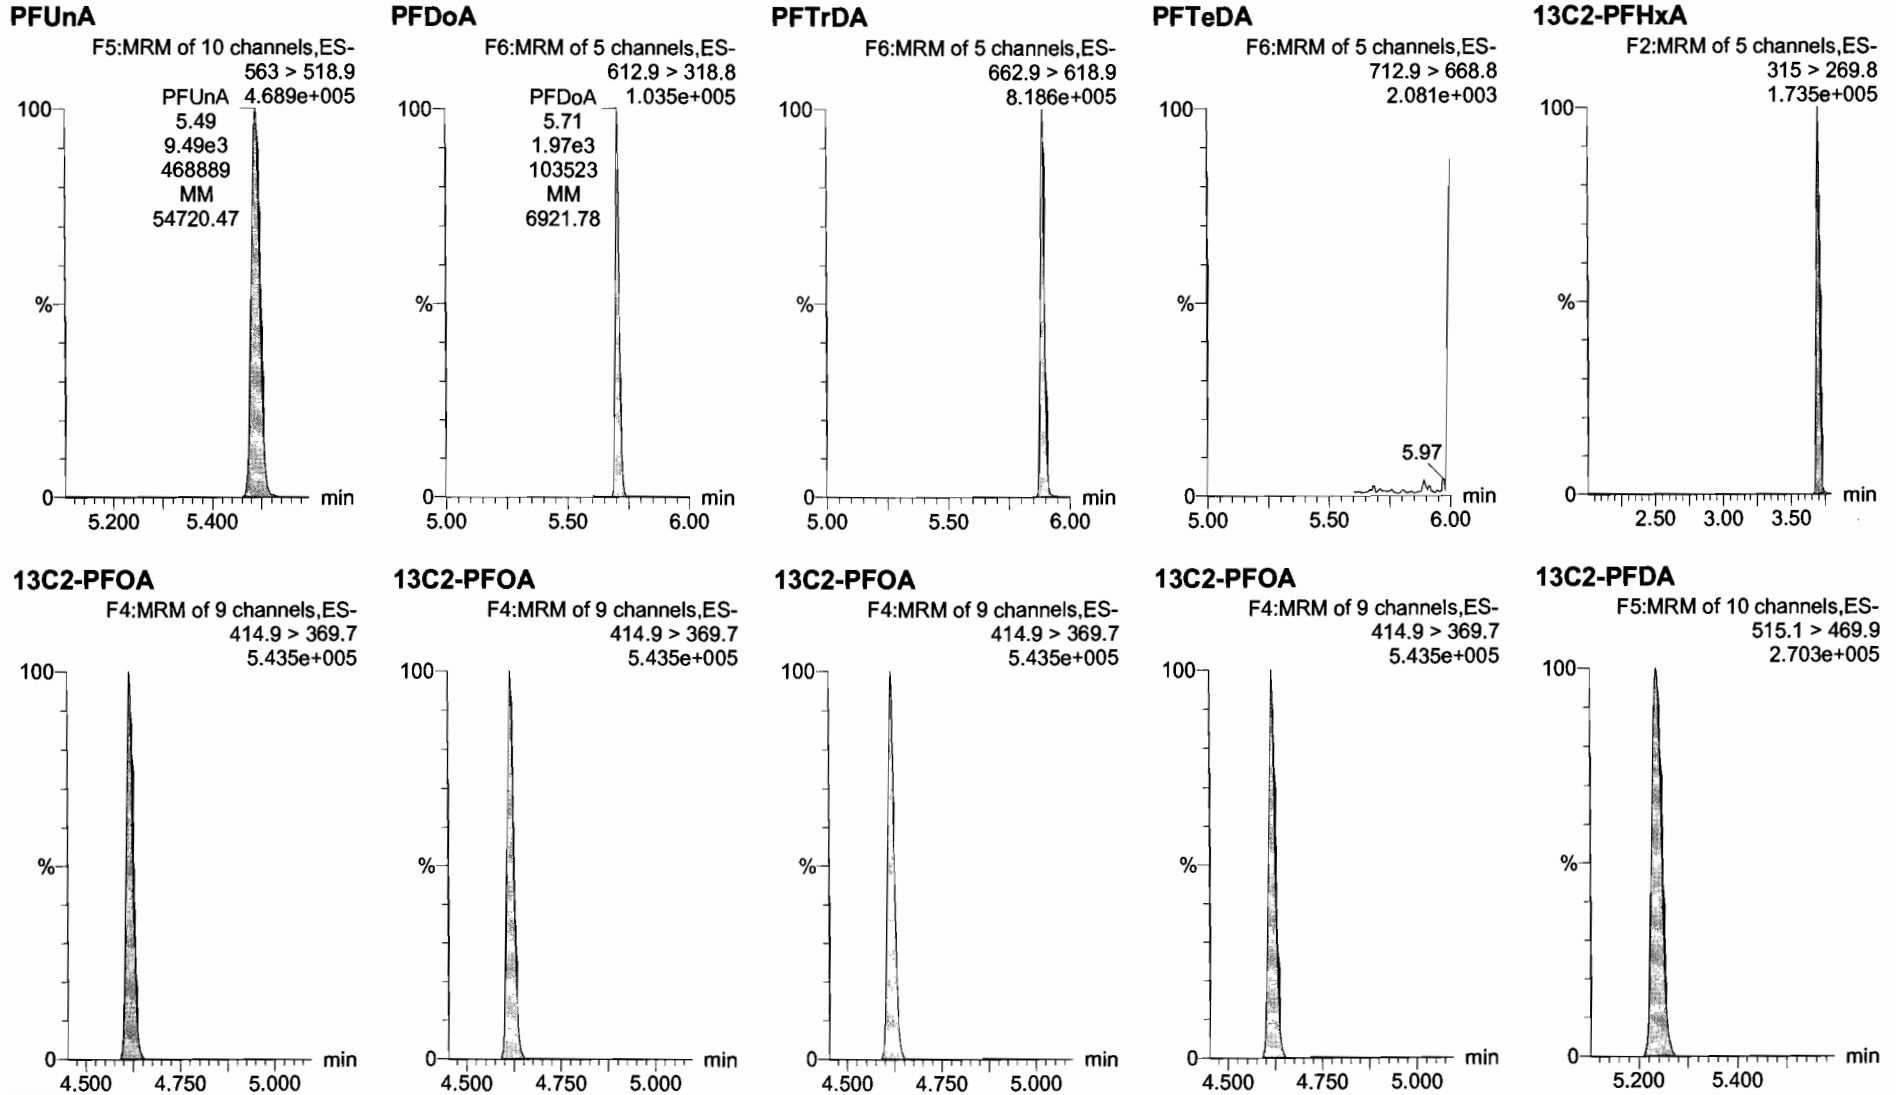 PFUnA
F5:MRM of 10 channels,ES-
563 > 518.9
4.689e+005
PFUnA
5.49
9.49e3
468889
MM
54720.47
100
%
0
min
5.200 5.400
PFDoA
F6:MRM of 5 channels,ES-
612.9 > 318.8
1.035e+005
PFDoA
5.71
1.97e3
103523
MM
6921.78
100
%
0
min
5.00 5.50 6.00
PFTrDA
F6:MRM of 5 channels,ES-
662.9 > 618.9
8.186e+005
100
%
0
min
5.00 5.50 6.00
PFTeDA
F6:MRM of 5 channels,ES-
712.9 > 668.8
2.081e+003
100
%
5.97
0
min
5.00 5.50 6.00
13C2-PFHxA
F2:MRM of 5 channels,ES-
315 > 269.8
1.735e+005
100
%
0
min
2.50 3.00 3.50
13C2-PFOA
F4:MRM of 9 channels,ES-
414.9 > 369.7
5.435e+005
100
%
0
min
4.500 4.750 5.000
13C2-PFOA
F4:MRM of 9 channels,ES-
414.9 > 369.7
5.435e+005
100
%
0
min
4.500 4.750 5.000
13C2-PFOA
F4:MRM of 9 channels,ES-
414.9 > 369.7
5.435e+005
100
%
0
min
4.500 4.750 5.000
13C2-PFOA
F4:MRM of 9 channels,ES-
414.9 > 369.7
5.435e+005
100
%
0
min
4.500 4.750 5.000
13C2-PFDA
F5:MRM of 10 channels,ES-
515.1 > 469.9
2.703e+005
100
%
0
min
5.200 5.400